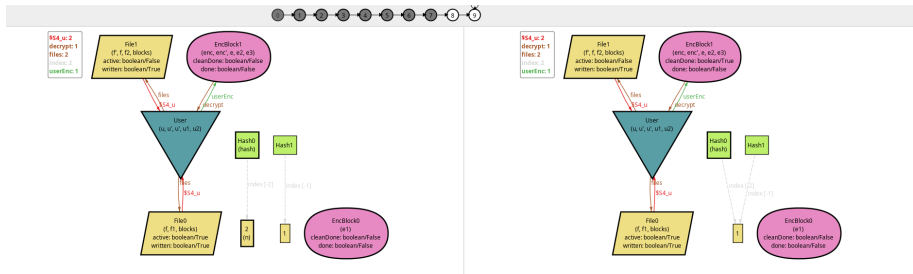 0 1 2 3 4 5 6 7 8 9
$S4_u: 2
decrypt: 1
files: 2
index: 2
userEnc: 1
File1
(f', f, f2, blocks)
active: boolean/False
written: boolean/True
EncBlock1
(enc, enc', e, e2, e3)
cleanDone: boolean/False
done: boolean/False
files
$S4_u
userEnc
decrypt
User
(u, u', u', u1, u2)
Hash0
(hash)
Hash1
files
$S4_u
index [-2]
index [-1]
File0
(f, f1, blocks)
active: boolean/True
written: boolean/True
2
(n)
1
EncBlock0
(e1)
cleanDone: boolean/False
done: boolean/False
$S4_u: 2
decrypt: 1
files: 2
index: 2
userEnc: 1
File1
(f', f, f2, blocks)
active: boolean/False
written: boolean/True
EncBlock1
(enc, enc', e, e2, e3)
cleanDone: boolean/True
done: boolean/False
files
$S4_u
userEnc
decrypt
User
(u, u', u', u1, u2)
Hash0
(hash)
Hash1
files
$S4_u
index [-2]
index [-1]
File0
(f, f1, blocks)
active: boolean/True
written: boolean/True
1
EncBlock0
(e1)
cleanDone: boolean/False
done: boolean/False